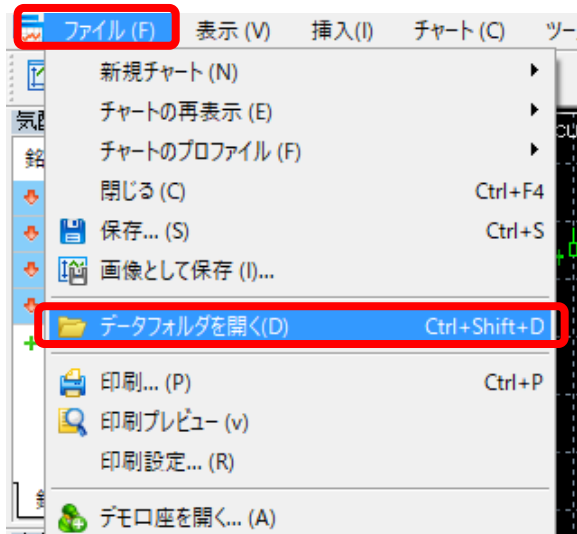 ファイル (F) 表示 (V) 挿入(I) チャート (C) ツー
新規チャート (N)
チャートの再表示 (E)
チャートのプロファイル (F)
閉じる (C) Ctrl+F4
保存... (S) Ctrl+S
画像として保存 (I)...
データフォルダを開く(D) Ctrl+Shift+D
印刷... (P) Ctrl+P
印刷プレビュー (v)
印刷設定... (R)
デモ口座を開く... (A)